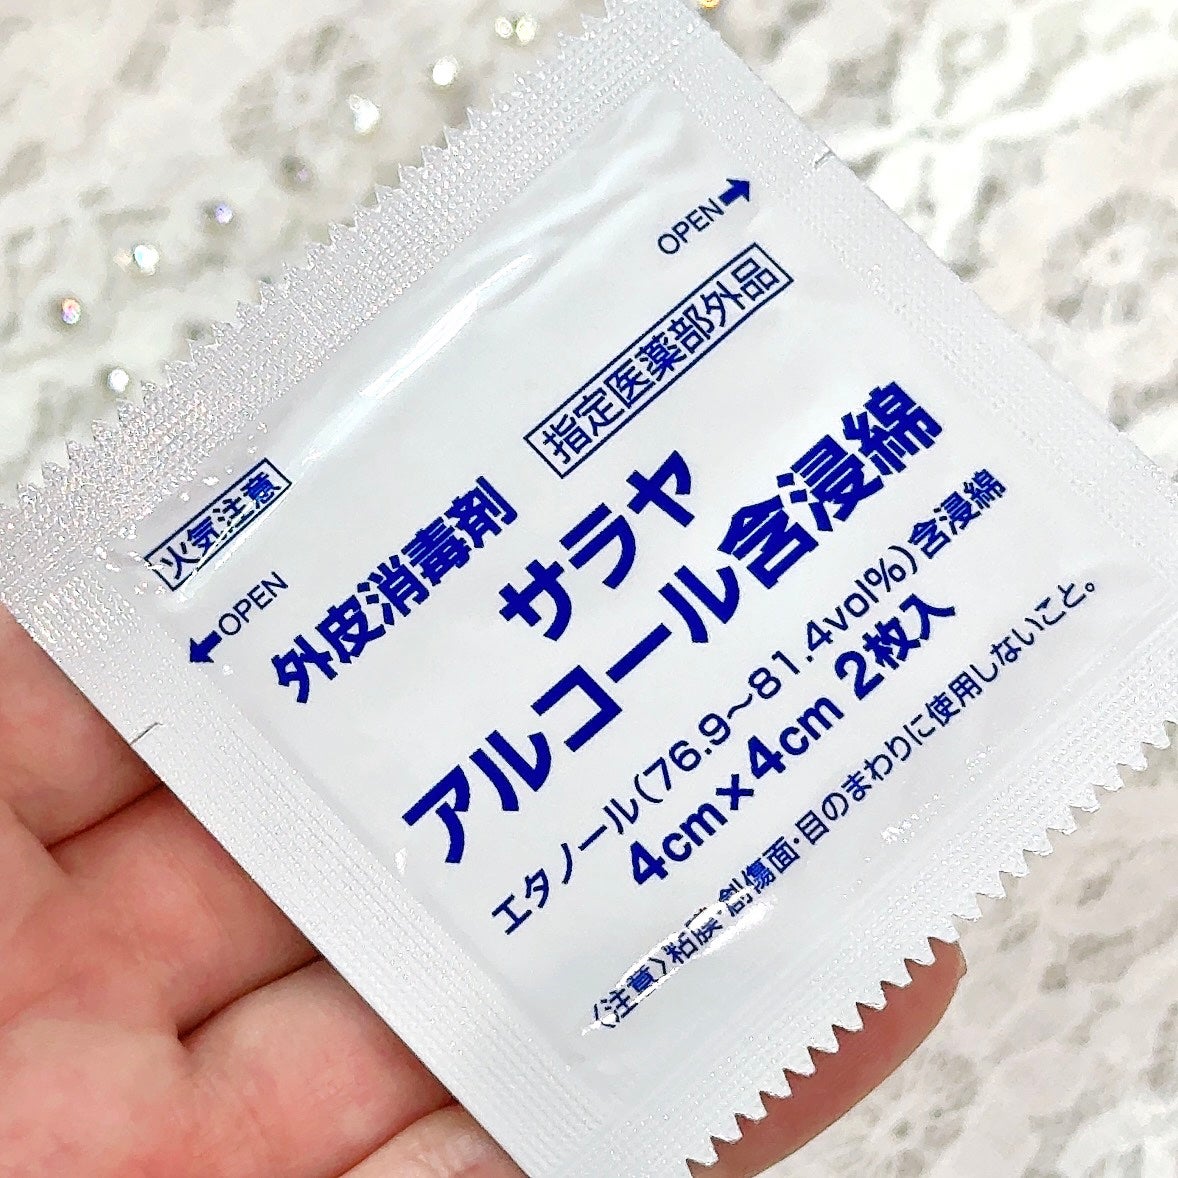 OPEN→
指定医薬部外品
火気注意
←OPEN
外皮消毒剤
サラヤ
アルコール含浸綿
エタノール(76.9〜81.4vol%)含浸綿
4cm×4cm 2枚入
〈注意〉粘膜・創傷面・目のまわりに使用しないこと。